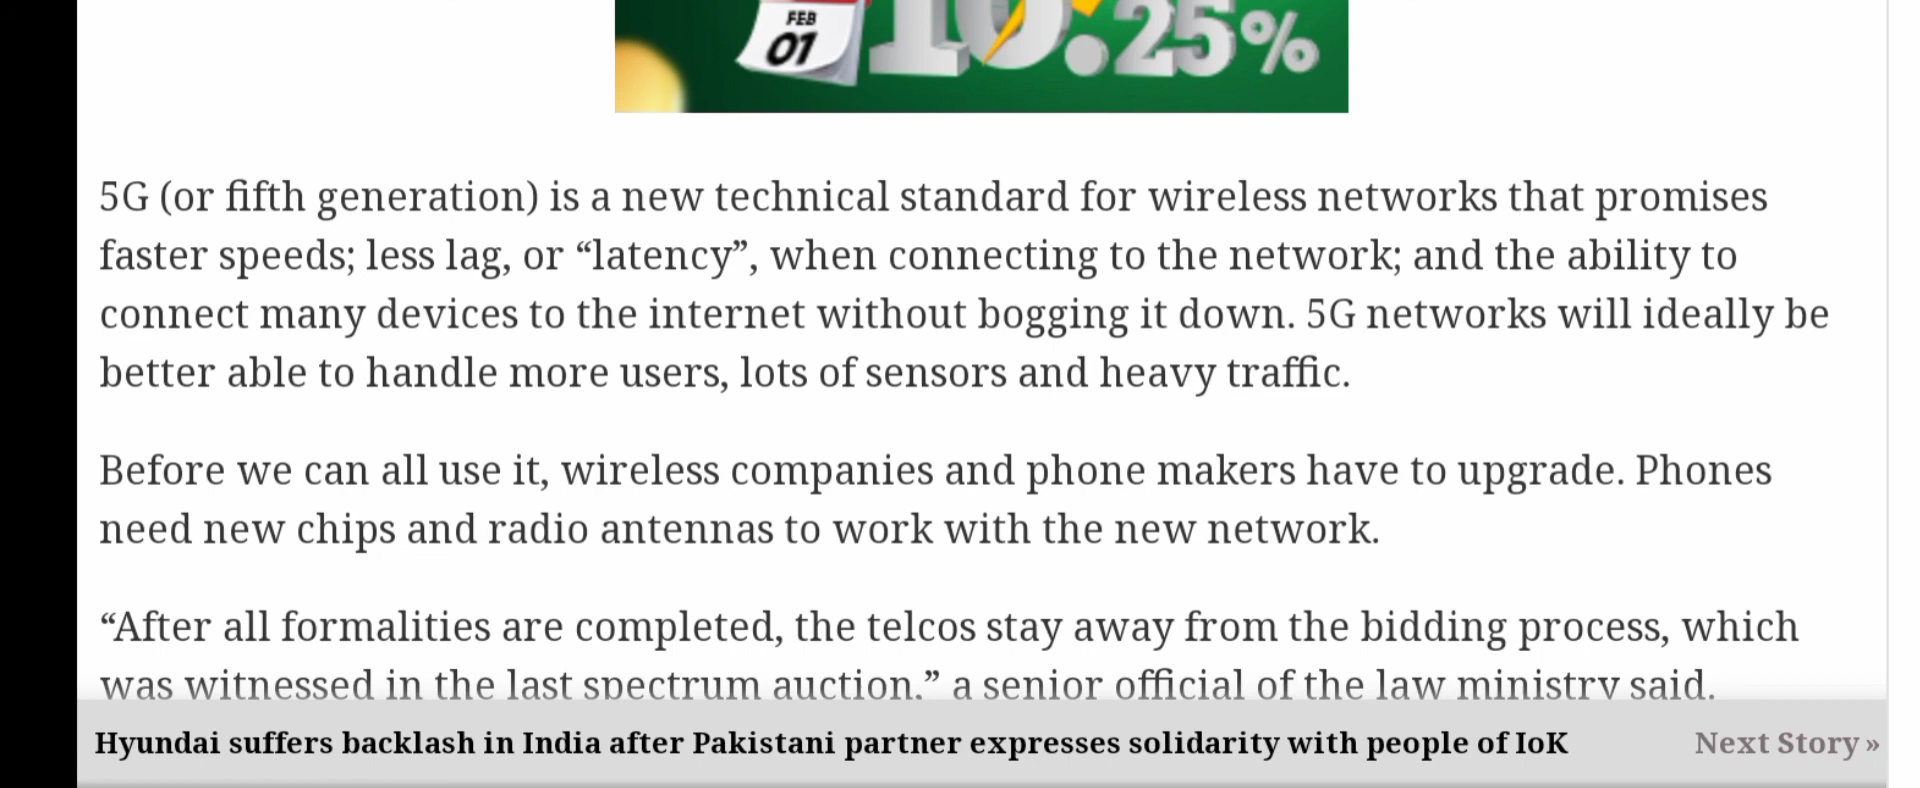 FEB
01
10.25%
5G (or fifth generation) is a new technical standard for wireless networks that promises
faster speeds; less lag, or “latency”, when connecting to the network; and the ability to
connect many devices to the internet without bogging it down. 5G networks will ideally be
better able to handle more users, lots of sensors and heavy traffic.
Before we can all use it, wireless companies and phone makers have to upgrade. Phones
need new chips and radio antennas to work with the new network.
“After all formalities are completed, the telcos stay away from the bidding process, which
was witnessed in the last spectrum auction,” a senior official of the law ministry said.
Hyundai suffers backlash in India after Pakistani partner expresses solidarity with people of IoK
Next Story »